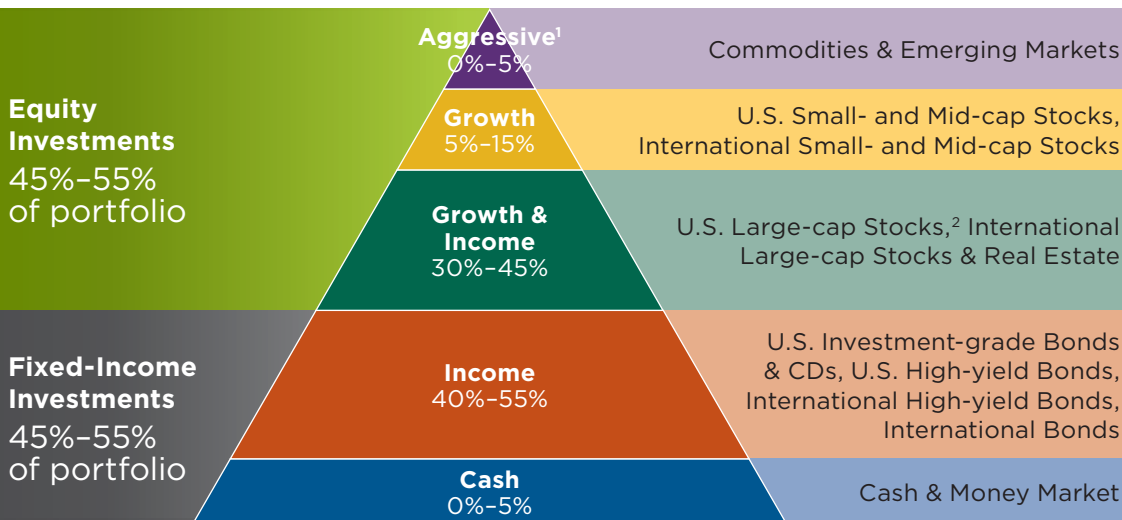 Equity
Investments
45%–55%
of portfolio
Aggressive¹
0%–5%
Commodities & Emerging Markets
Growth
5%–15%
U.S. Small- and Mid-cap Stocks,
International Small- and Mid-cap Stocks
Growth &
Income
30%–45%
U.S. Large-cap Stocks,² International
Large-cap Stocks & Real Estate
Fixed-Income
Investments
45%–55%
of portfolio
Income
40%–55%
U.S. Investment-grade Bonds
& CDs, U.S. High-yield Bonds,
International High-yield Bonds,
International Bonds
Cash
0%–5%
Cash & Money Market